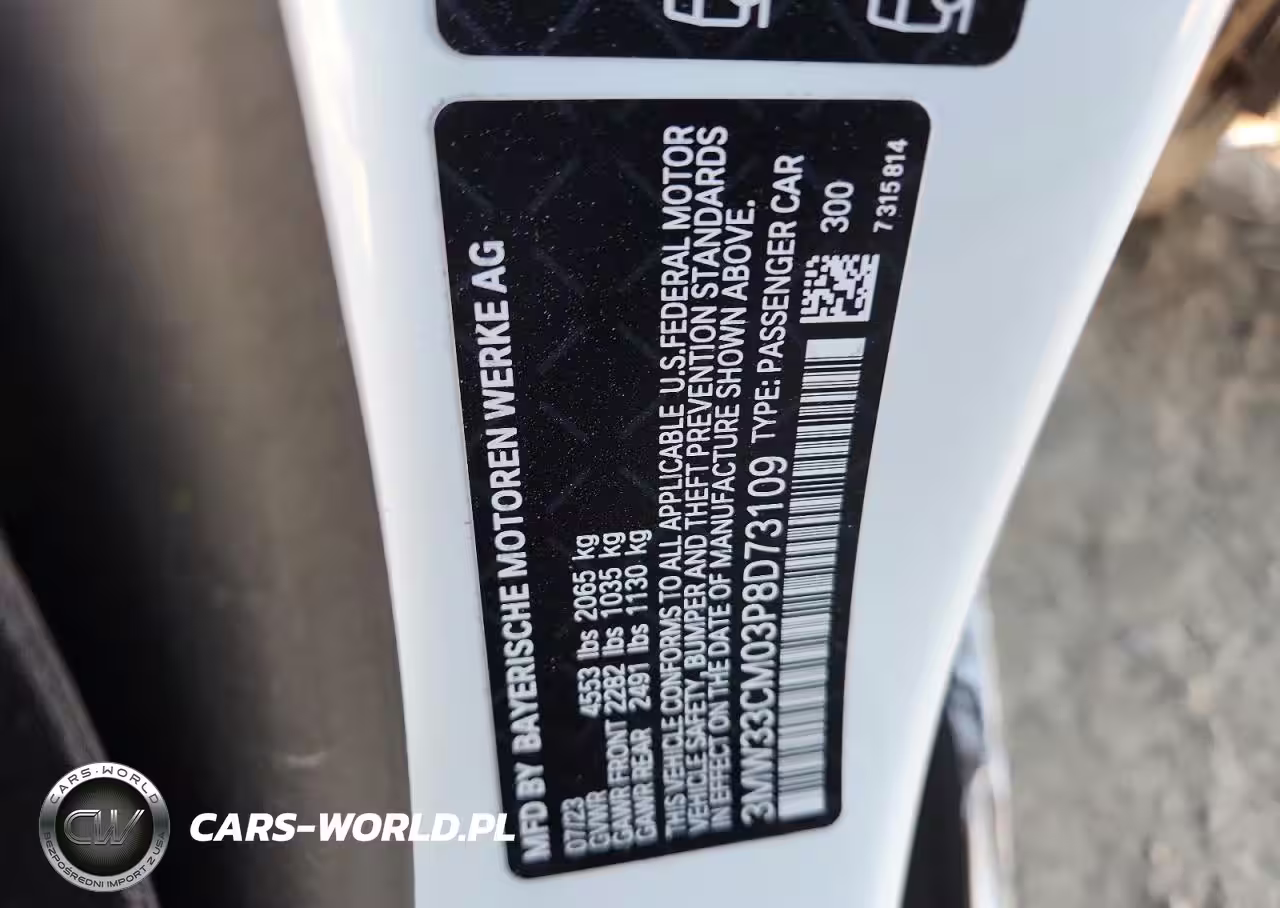 MFD BY BAYERISCHE MOTOREN WERKE AG
07/23
GVWR 4553 lbs 2065 kg
GAWR FRONT 2282 lbs 1035 kg
GAWR REAR 2491 lbs 1130 kg
THIS VEHICLE CONFORMS TO ALL APPLICABLE U.S.FEDERAL MOTOR
VEHICLE SAFETY, BUMPER AND THEFT PREVENTION STANDARDS
IN EFFECT ON THE DATE OF MANUFACTURE SHOWN ABOVE.
3MW33CM03P8D73109 TYPE: PASSENGER CAR
300
7 315 814
CARS-WORLD
CW
BEZPOŚREDNI IMPORT Z USA
CARS-WORLD.PL